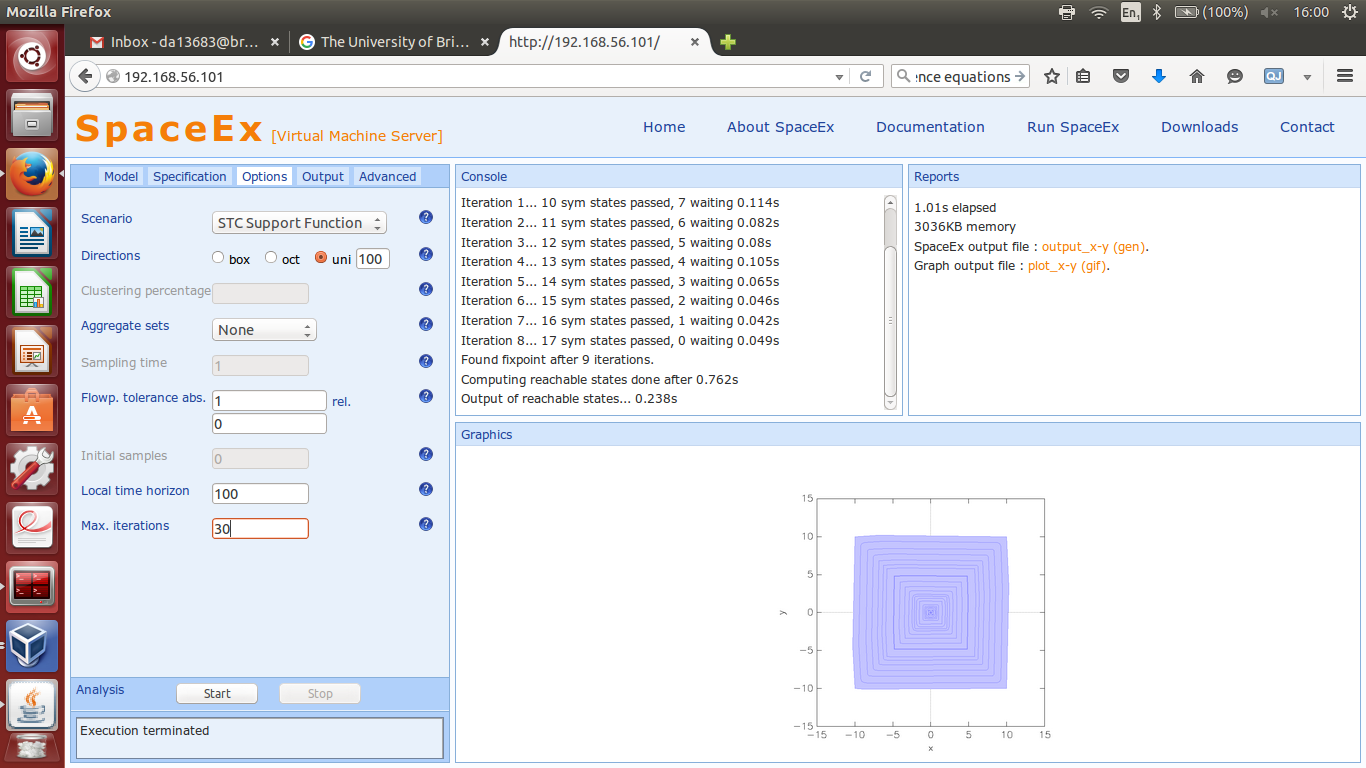 Mozilla Firefox
En1 (100%) 16:00
Inbox - da13683@br... The University of Bri... http://192.168.56.101/
192.168.56.101 nce equations QJ
SpaceEx [Virtual Machine Server]
Home About SpaceEx Documentation Run SpaceEx Downloads Contact
Model Specification Options Output Advanced
Scenario STC Support Function ?
Directions box oct uni 100 ?
Clustering percentage ?
Aggregate sets None ?
Sampling time 1 ?
Flowp. tolerance abs. 1 rel. ?
0
Initial samples 0 ?
Local time horizon 100 ?
Max. iterations 30 ?
Analysis Start Stop
Execution terminated
Console
Iteration 1... 10 sym states passed, 7 waiting 0.114s
Iteration 2... 11 sym states passed, 6 waiting 0.082s
Iteration 3... 12 sym states passed, 5 waiting 0.08s
Iteration 4... 13 sym states passed, 4 waiting 0.105s
Iteration 5... 14 sym states passed, 3 waiting 0.065s
Iteration 6... 15 sym states passed, 2 waiting 0.046s
Iteration 7... 16 sym states passed, 1 waiting 0.042s
Iteration 8... 17 sym states passed, 0 waiting 0.049s
Found fixpoint after 9 iterations.
Computing reachable states done after 0.762s
Output of reachable states... 0.238s
Reports
1.01s elapsed
3036KB memory
SpaceEx output file : output_x-y (gen).
Graph output file : plot_x-y (gif).
Graphics
15
10
5
y 0
−5
−10
−15
−15 −10 −5 0 5 10 15
x